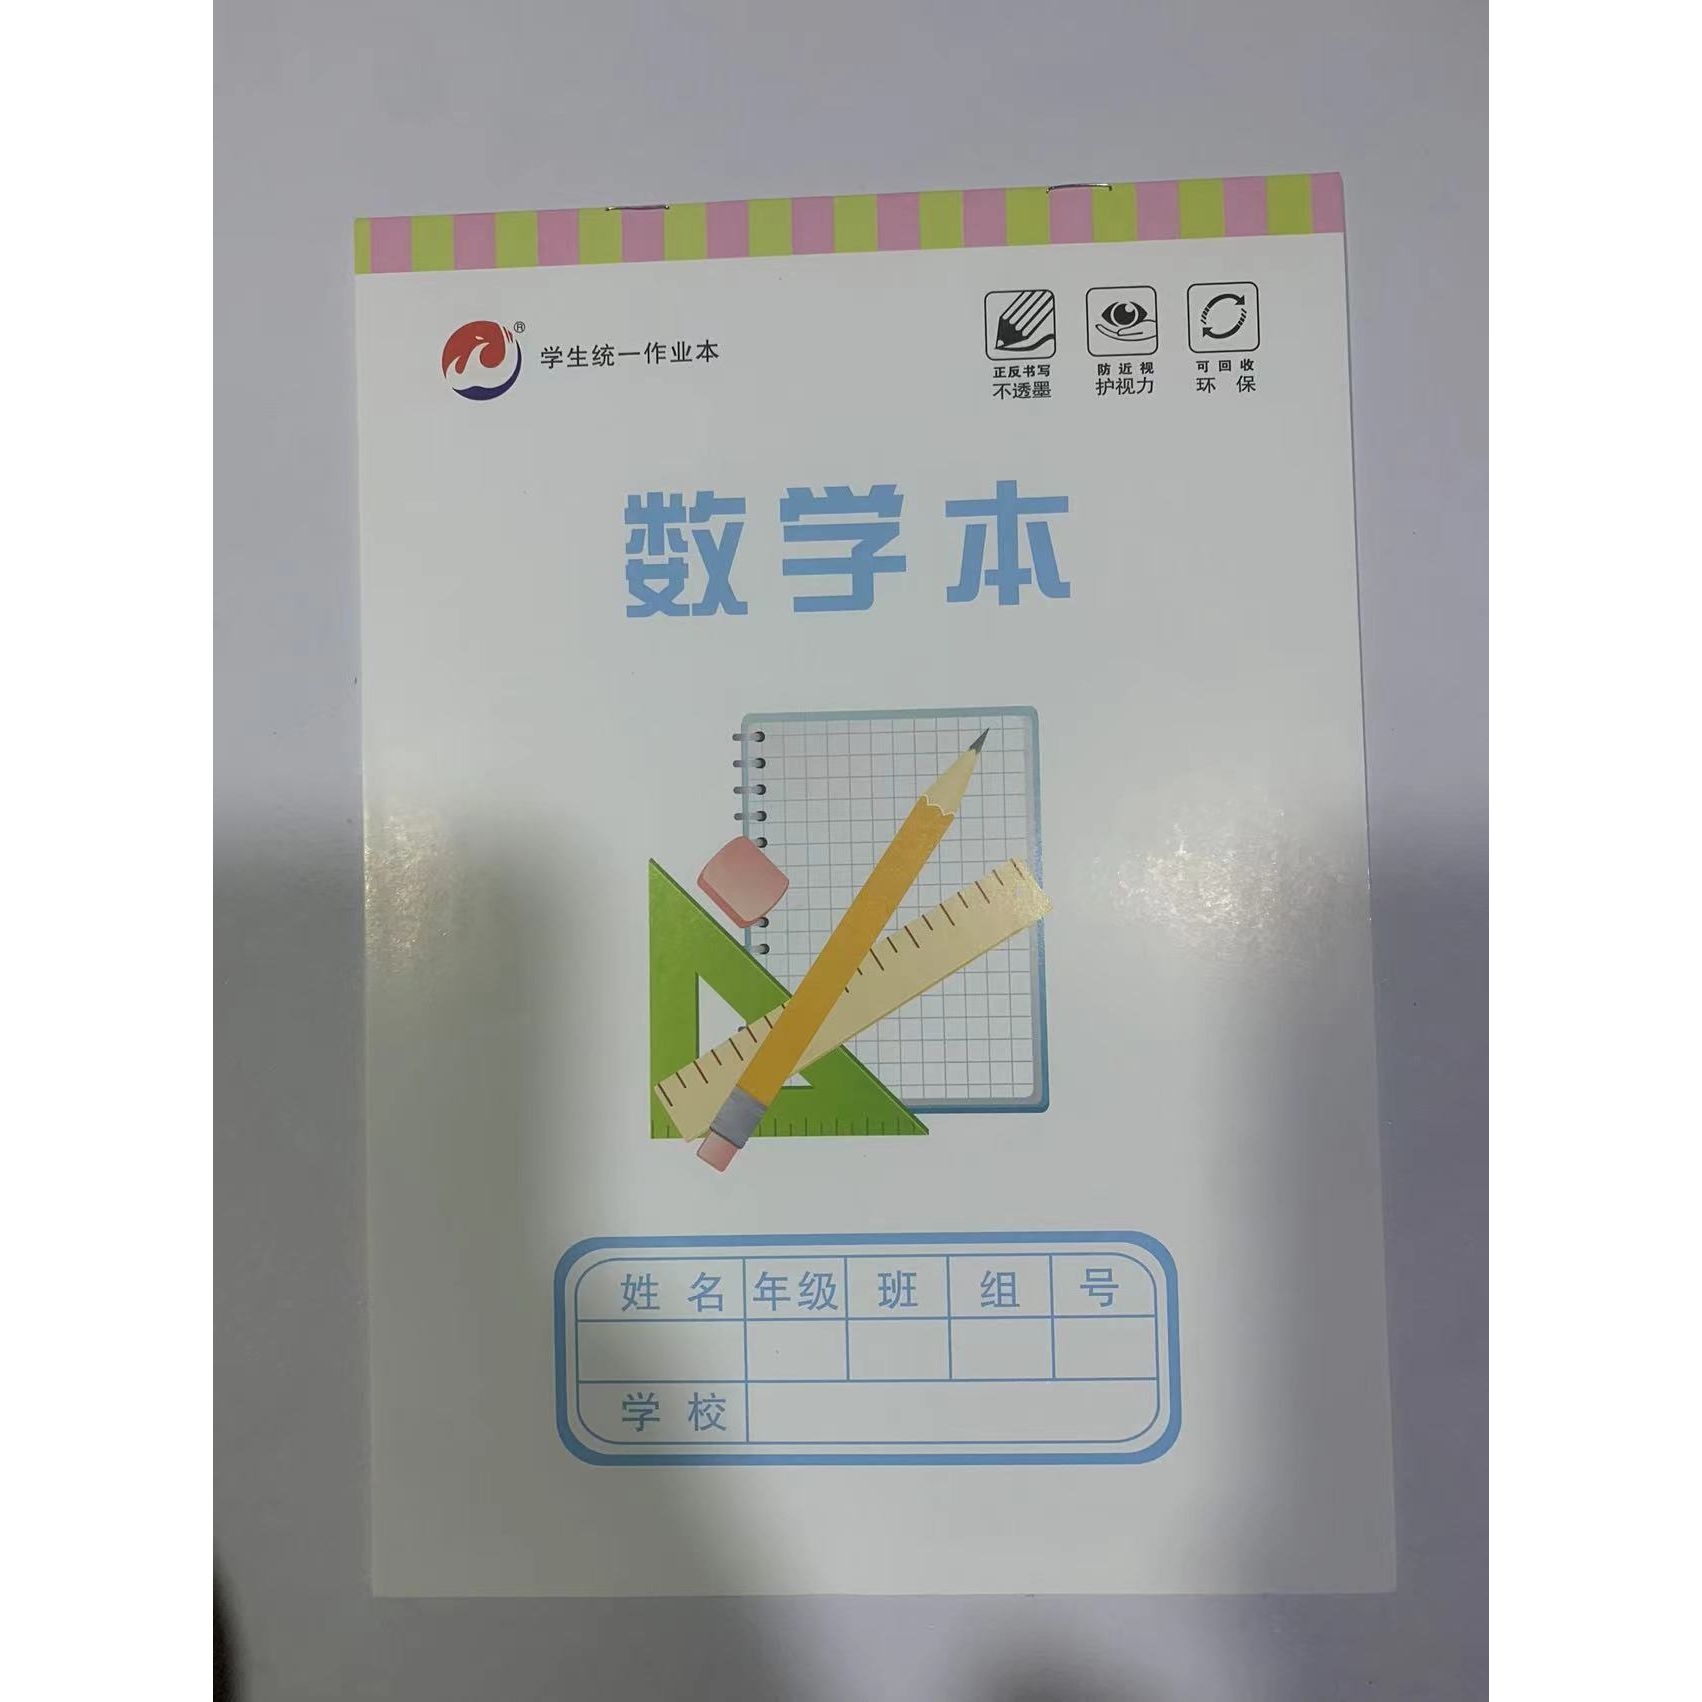 ®
学生统一作业本
正反书写
不透墨
防近视
护视力
可回收
环 保
数学本
姓 名 年级 班 组 号
学 校